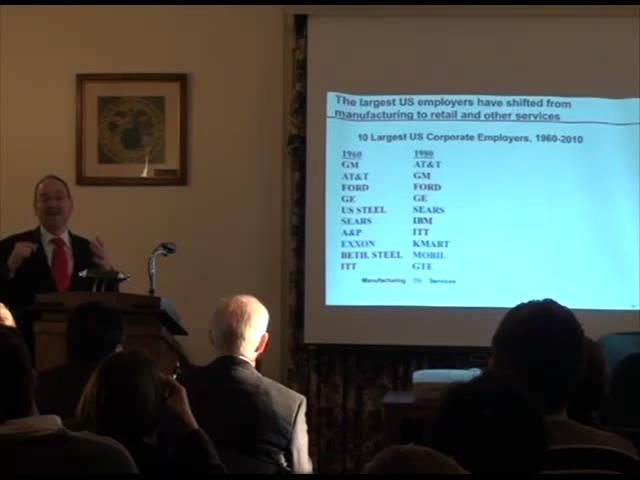 The largest US employers have shifted from
manufacturing to retail and other services
10 Largest US Corporate Employers, 1960-2010
1960 1980
GM AT&T
AT&T GM
FORD FORD
GE GE
US STEEL SEARS
SEARS IBM
A&P ITT
EXXON KMART
BETH STEEL MOBIL
ITT GTE
Manufacturing Oil Services